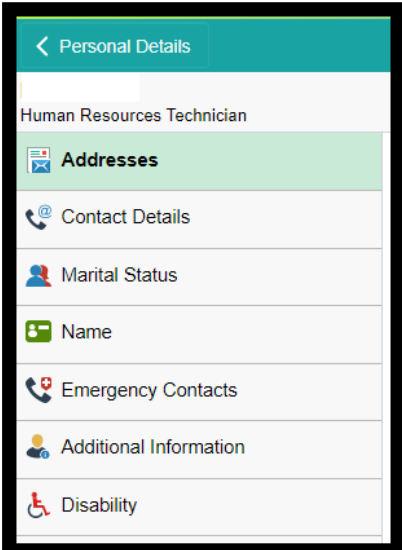 Personal Details
Human Resources Technician
Addresses
Contact Details
Marital Status
Name
Emergency Contacts
Additional Information
Disability